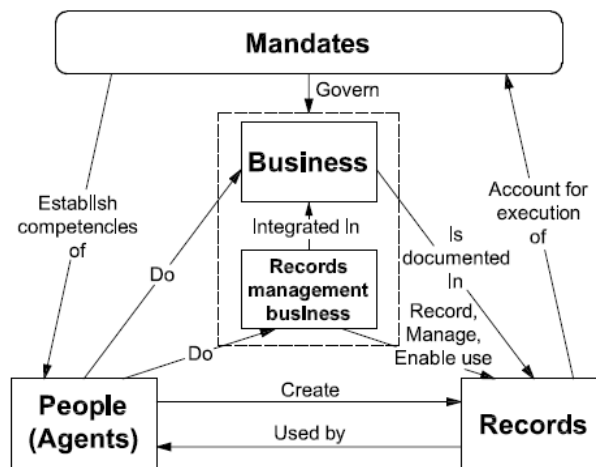 Mandates
Govern
Business
Establish
competencies
of
Account for
execution
of
Integrated In
Is
documented
In
Do
Records
management
business
Record,
Manage,
Enable use
Do
People
(Agents)
Create
Used by
Records